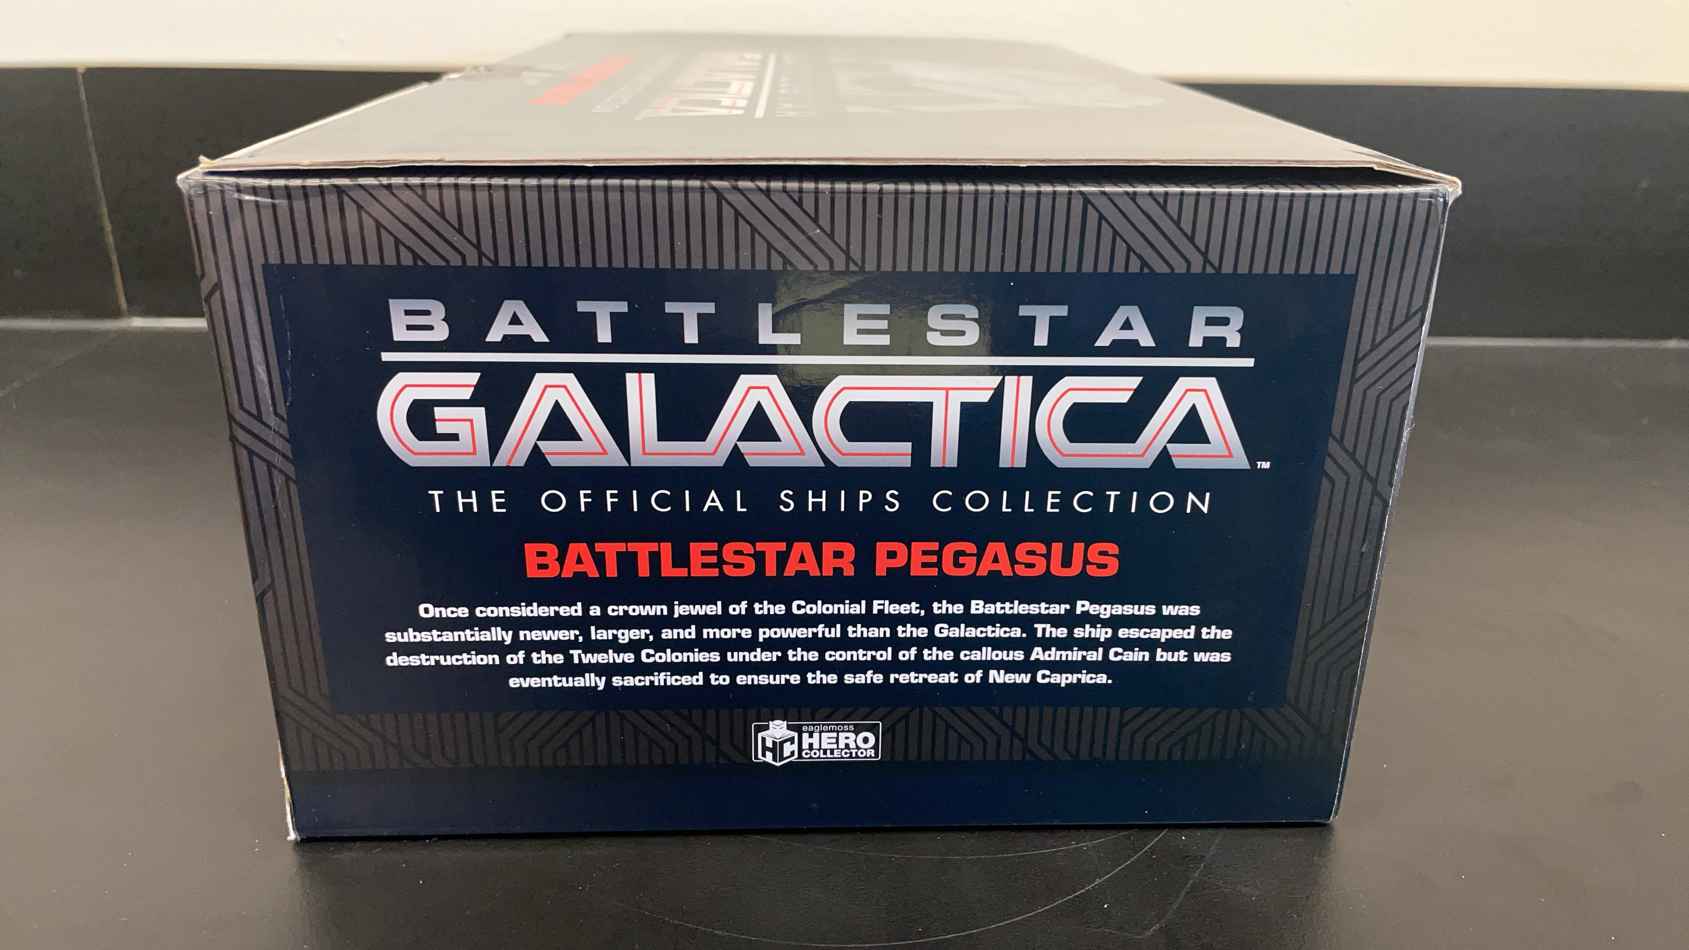 BATTLESTAR
GALACTICA™
THE OFFICIAL SHIPS COLLECTION
BATTLESTAR PEGASUS
Once considered a crown jewel of the Colonial Fleet, the Battlestar Pegasus was
substantially newer, larger, and more powerful than the Galactica. The ship escaped the
destruction of the Twelve Colonies under the control of the callous Admiral Cain but was
eventually sacrificed to ensure the safe retreat of New Caprica.
eaglemoss
HC HERO
COLLECTOR